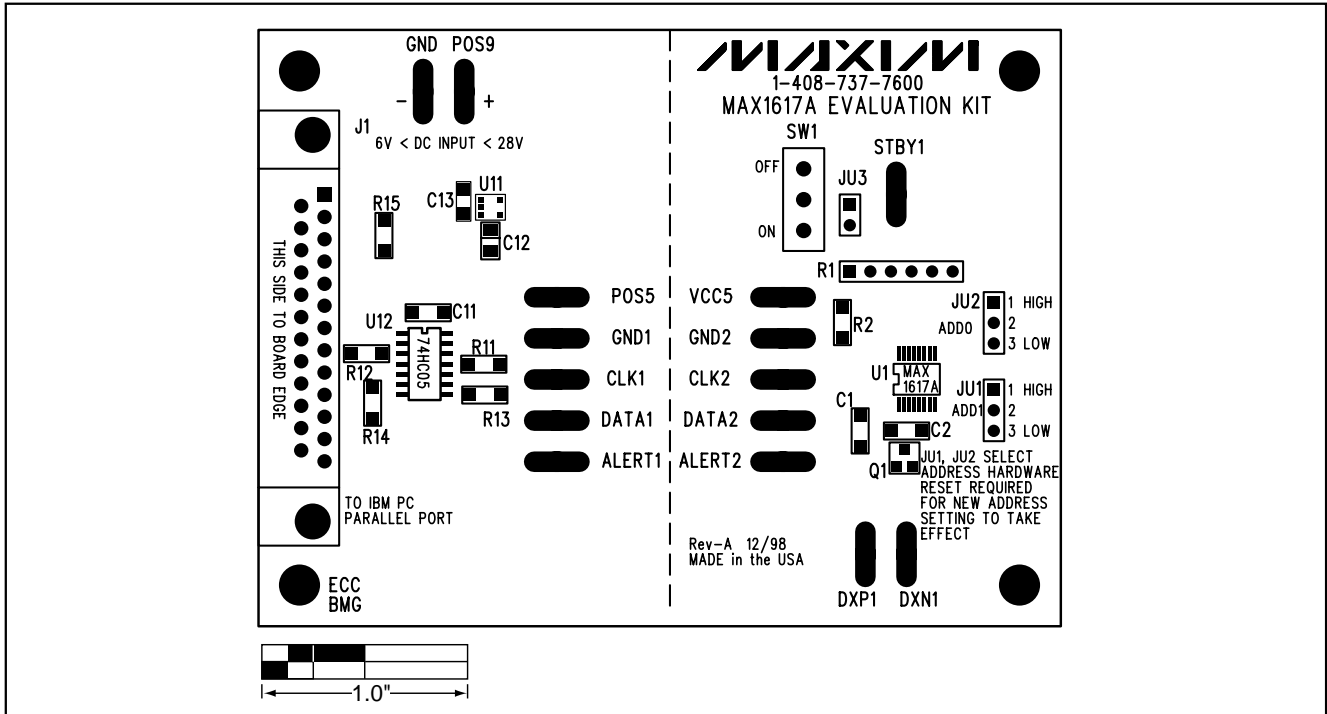 GND POS9
- +
6V < DC INPUT < 28V
J1
MAXIM
1-408-737-7600
MAX1617A EVALUATION KIT
SW1
OFF
ON
STBY1
JU3
R15
C13
U11
C12
R1
THIS SIDE TO BOARD EDGE
POS5
VCC5
GND1
GND2
CLK1
CLK2
DATA1
DATA2
ALERT1
ALERT2
C11
U12
74HC05
R11
R12
R13
R14
R2
JU2
1 HIGH
ADD0
2
3 LOW
U1
MAX
1617A
JU1
1 HIGH
ADD1
2
3 LOW
C1
C2
Q1
JU1, JU2 SELECT
ADDRESS HARDWARE
RESET REQUIRED
FOR NEW ADDRESS
SETTING TO TAKE
EFFECT
TO IBM PC
PARALLEL PORT
Rev-A 12/98
MADE in the USA
ECC
BMG
DXP1
DXN1
1.0"